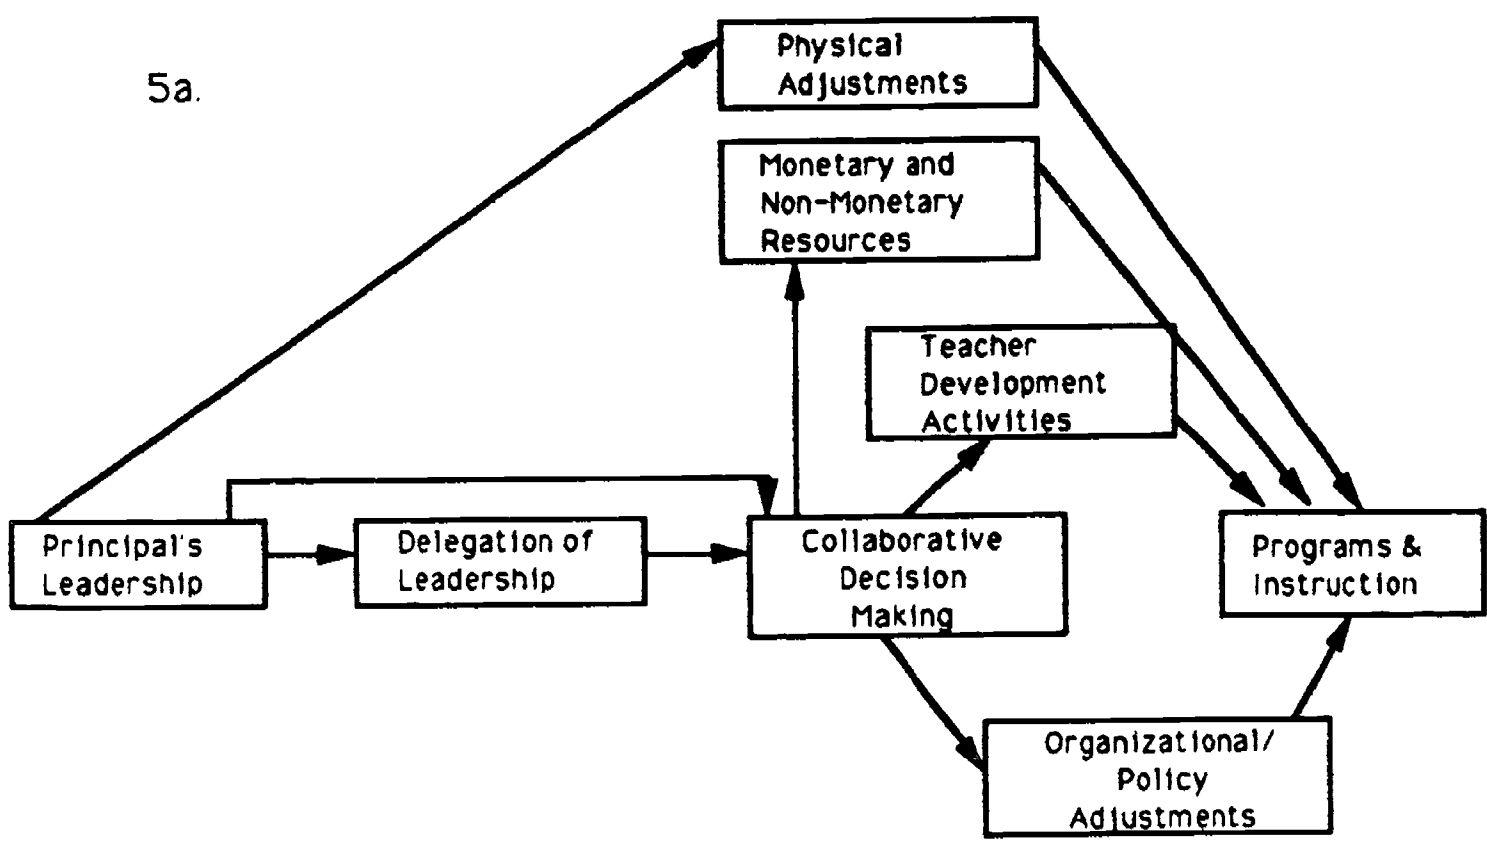 5a.
Physical
Adjustments
Monetary and
Non-Monetary
Resources
Teacher
Development
Activities
Principal's
Leadership
Delegation of
Leadership
Collaborative
Decision
Making
Programs &
Instruction
Organizational/
Policy
Adjustments